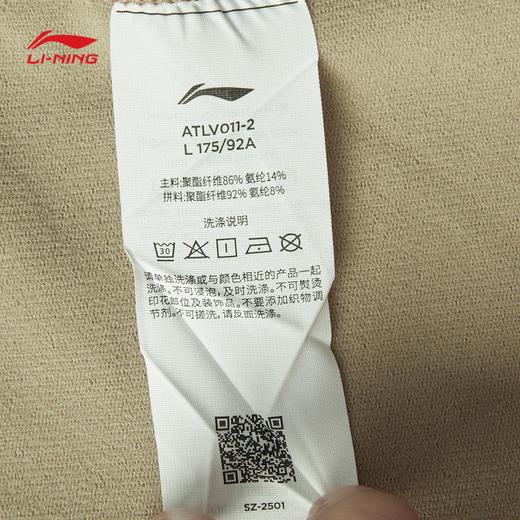 LI-NING
ATLV011-2
L 175/92A
主料:聚酯纤维86% 氨纶14%
拼料:聚酯纤维92% 氨纶8%
洗涤说明
30
请单独洗涤或与颜色相近的产品一起
洗涤。不可浸泡,及时洗涤。不可熨烫
印花部位及装饰品。不要添加织物调
节剂。不可搓洗,请反面洗涤。
SZ-2501